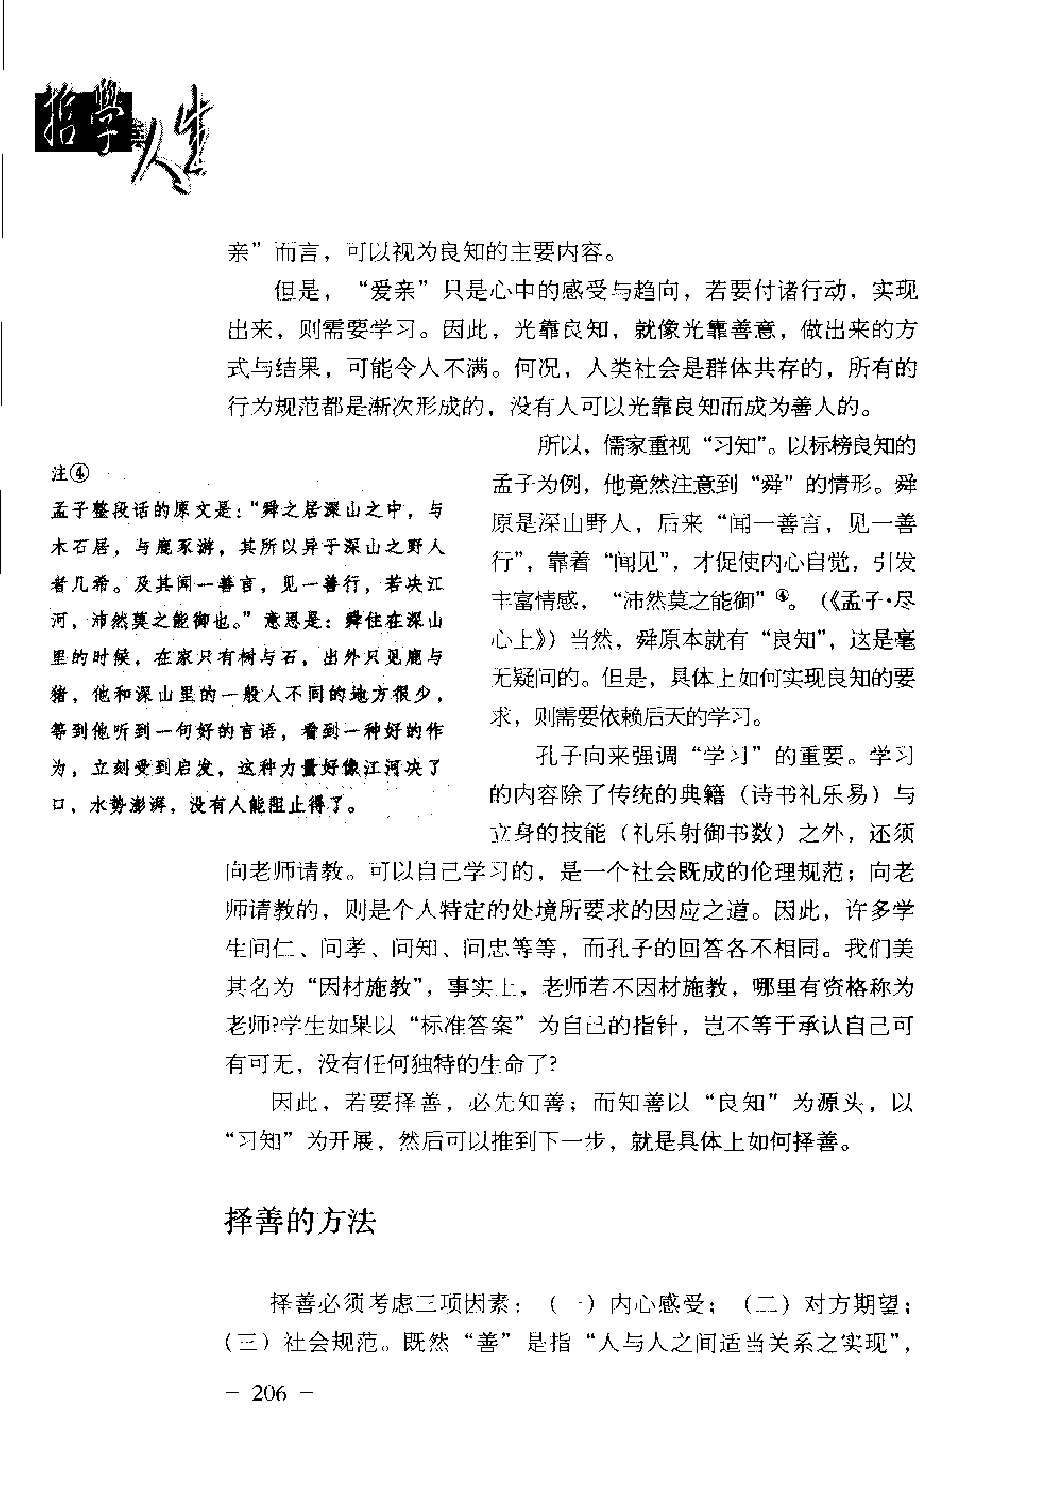 哲學與人生
亲”而言，可以视为良知的主要内容。
但是，“爱亲”只是心中的感受与趋向，若要付诸行动，实现
出来，则需要学习。因此，光靠良知，就像光靠善意，做出来的方
式与结果，可能令人不满。何况，人类社会是群体共存的，所有的
行为规范都是渐次形成的，没有人可以光靠良知而成为善人的。
所以，儒家重视“习知”。以标榜良知的
孟子为例，他竟然注意到“舜”的情形。舜
原是深山野人，后来“闻一善言，见一善
行”，靠着“闻见”，才促使内心自觉，引发
丰富情感，“沛然莫之能御”④。（《孟子·尽
心上》）当然，舜原本就有“良知”，这是毫
无疑问的。但是，具体上如何实现良知的要
求，则需要依赖后天的学习。
注④
孟子整段话的原文是：“舜之居深山之中，与
木石居，与鹿豕游，其所以异于深山之野人
者几希。及其闻一善言，见一善行，若决江
河，沛然莫之能御也。”意思是：舜住在深山
里的时候，在家只有树与石，出外只见鹿与
猪，他和深山里的一般人不同的地方很少，
等到他听到一句好的言语，看到一种好的作
为，立刻受到启发，这种力量好像江河决了
口，水势澎湃，没有人能阻止得了。
孔子向来强调“学习”的重要。学习
的内容除了传统的典籍（诗书礼乐易）与
立身的技能（礼乐射御书数）之外，还须
向老师请教。可以自己学习的，是一个社会既成的伦理规范；向老
师请教的，则是个人特定的处境所要求的因应之道。因此，许多学
生问仁、问孝、问知、问忠等等，而孔子的回答各不相同。我们美
其名为“因材施教”，事实上，老师若不因材施教，哪里有资格称为
老师?学生如果以“标准答案”为自己的指针，岂不等于承认自己可
有可无，没有任何独特的生命了?
因此，若要择善，必先知善；而知善以“良知”为源头，以
“习知”为开展，然后可以推到下一步，就是具体上如何择善。
择善的方法
择善必须考虑三项因素：（一）内心感受；（二）对方期望；
（三）社会规范。既然“善”是指“人与人之间适当关系之实现”，
－ 206 －